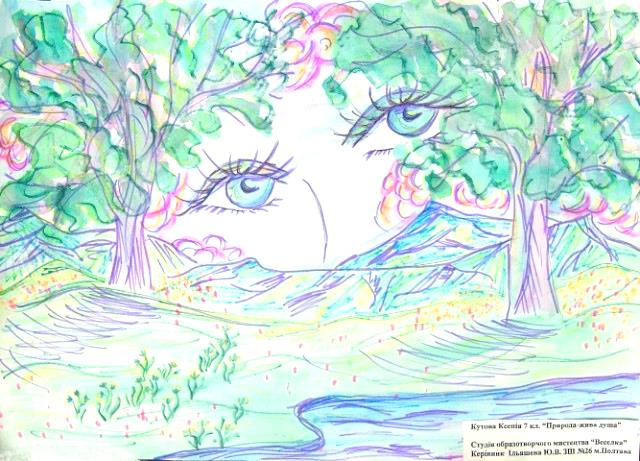 Кутова Ксенія 7 кл. "Природа-жива душа"
Студія образотворчого мистецтва "Веселка"
Керівник Ільяшева Ю.В. ЗШ №26 м.Полтава